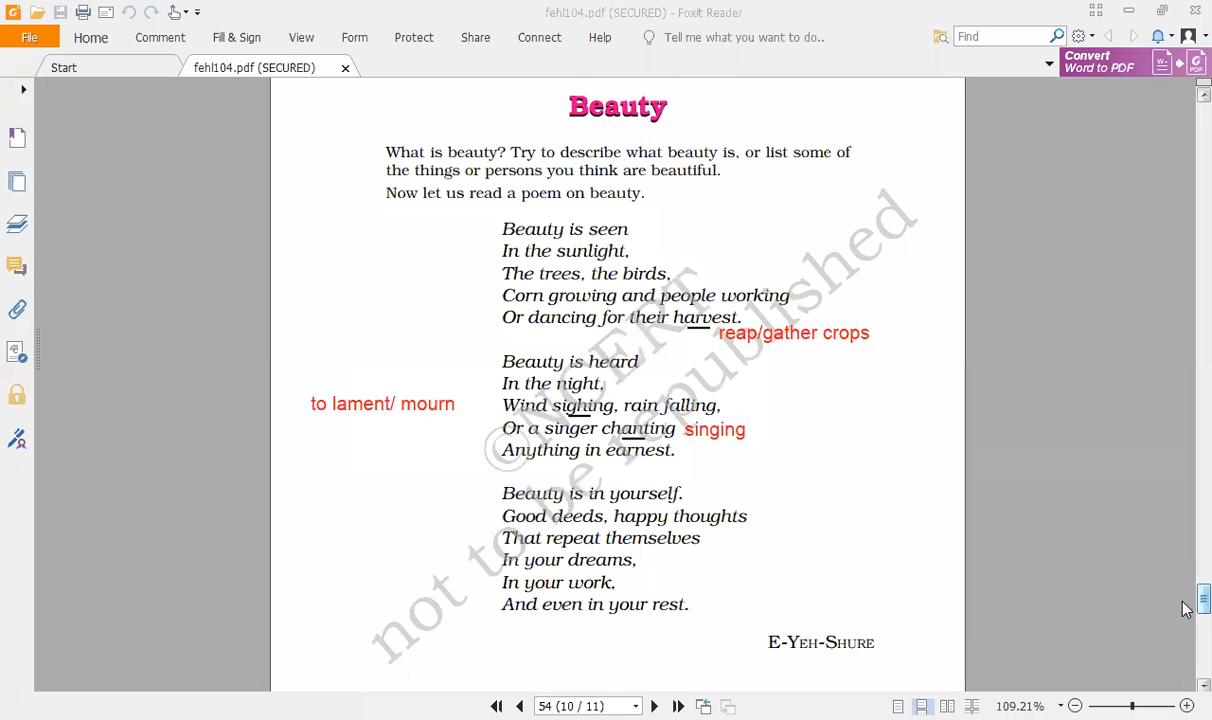 fehl104.pdf (SECURED) - Foxit Reader
File Home Comment Fill & Sign View Form Protect Share Connect Help Tell me what you want to do.. Find
Start fehl104.pdf (SECURED) Convert Word to PDF
Beauty
What is beauty? Try to describe what beauty is, or list some of
the things or persons you think are beautiful.
Now let us read a poem on beauty.
Beauty is seen
In the sunlight,
The trees, the birds,
Corn growing and people working
Or dancing for their harvest.
reap/gather crops
Beauty is heard
In the night,
to lament/ mourn
Wind sighing, rain falling,
Or a singer chanting singing
Anything in earnest.
Beauty is in yourself.
Good deeds, happy thoughts
That repeat themselves
In your dreams,
In your work,
And even in your rest.
E-YEH-SHURE
©NCERT
not to be republished
54 (10 / 11) 109.21%